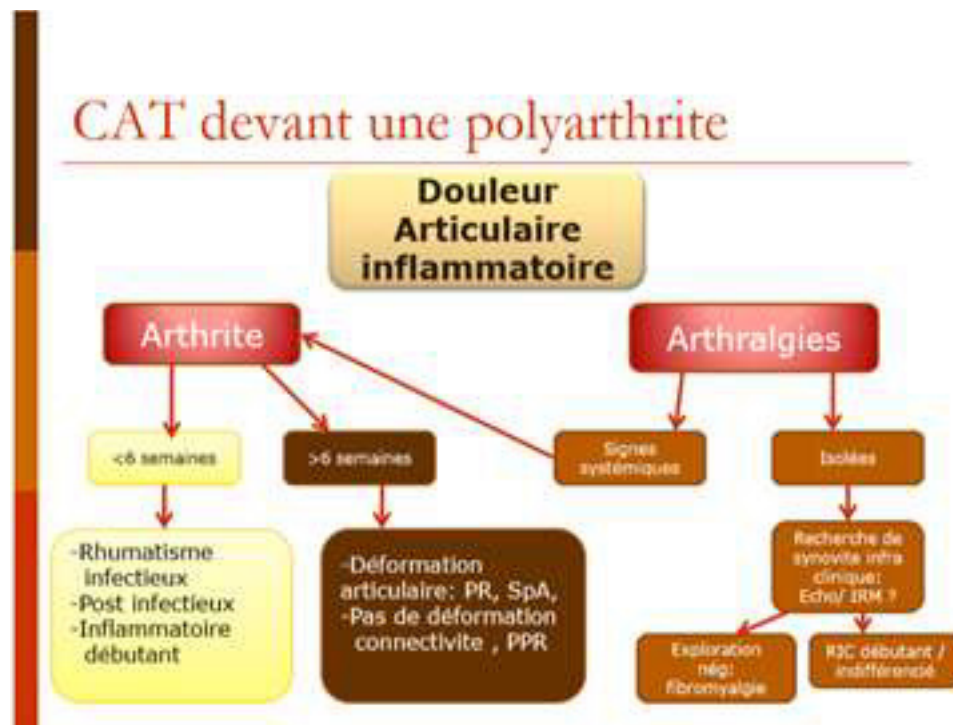 CAT devant une polyarthrite
Douleur
Articulaire
inflammatoire
Arthrite
Arthralgies
<6 semaines
>6 semaines
Signes
systémiques
Isolées
-Rhumatisme
infectieux
-Post infectieux
-Inflammatoire
débutant
-Déformation
articulaire: PR, SpA,
-Pas de déformation
connectivite , PPR
Recherche de
synovite infra
clinique:
Echo/ IRM ?
Exploration
nég:
fibromyalgie
RIC débutant /
indifférencié